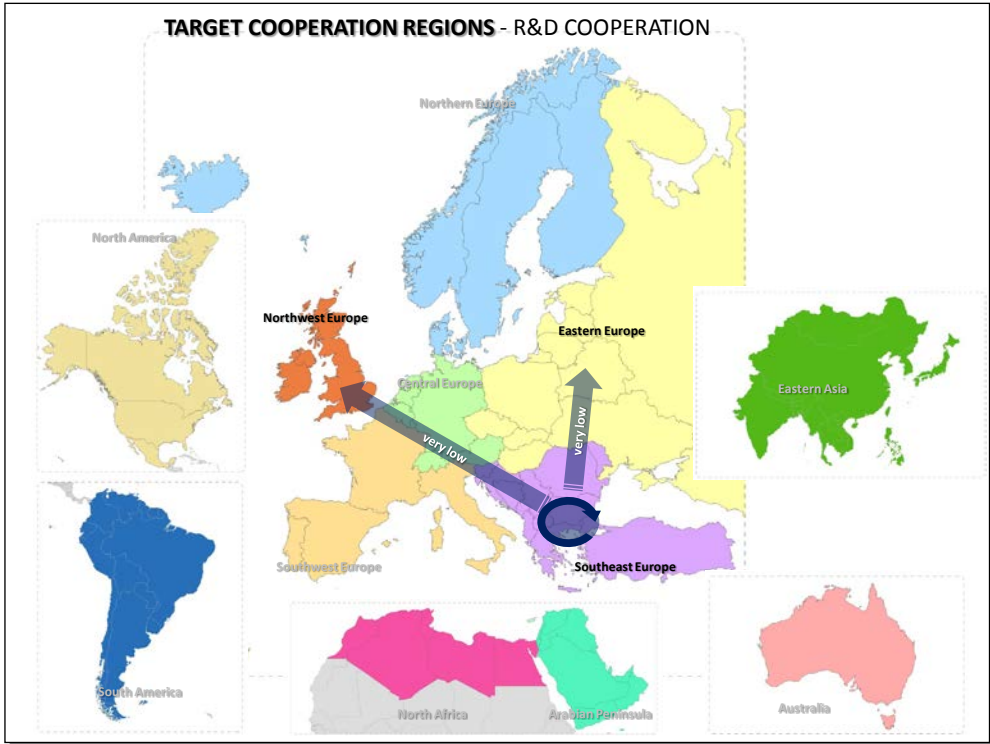 TARGET COOPERATION REGIONS - R&D COOPERATION
Northern Europe
North America
Northwest Europe
Eastern Europe
Central Europe
Eastern Asia
very low
very low
Southwest Europe
Southeast Europe
South America
North Africa
Arabian Peninsula
Australia